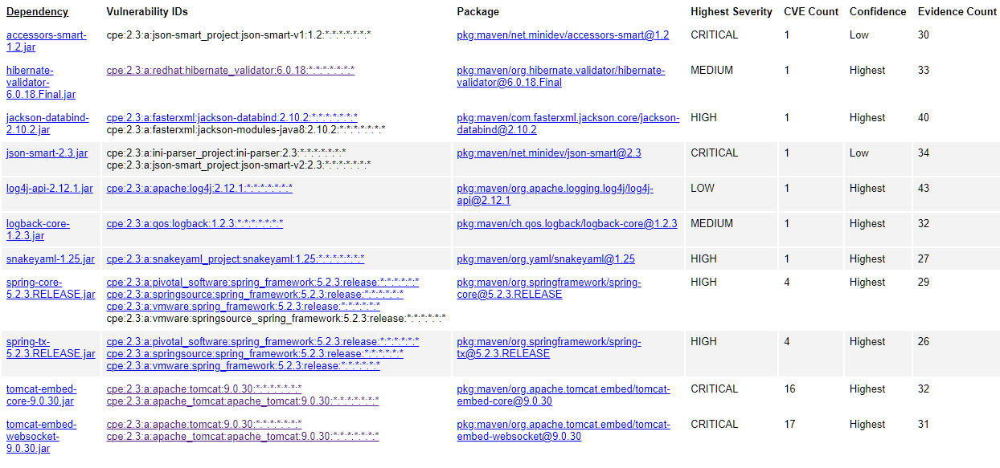 Dependency Vulnerability IDs Package Highest Severity CVE Count Confidence Evidence Count
accessors-smart- cpe:2.3:a:json-smart_project:json-smart-v1:1.2:*:*:*:*:*:*:* pkg:maven/net.minidev/accessors-smart@1.2 CRITICAL 1 Low 30
1.2.jar
hibernate- cpe:2.3:a:redhat:hibernate_validator:6.0.18:*:*:*:*:*:*:* pkg:maven/org.hibernate.validator/hibernate- MEDIUM 1 Highest 33
validator- validator@6.0.18.Final
6.0.18.Final.jar
jackson-databind- cpe:2.3:a:fasterxml:jackson-databind:2.10.2:*:*:*:*:*:*:* pkg:maven/com.fasterxml.jackson.core/jackson- HIGH 1 Highest 40
2.10.2.jar cpe:2.3:a:fasterxml:jackson-modules-java8:2.10.2:*:*:*:*:*:*:* databind@2.10.2
json-smart-2.3.jar cpe:2.3:a:ini-parser_project:ini-parser:2.3:*:*:*:*:*:*:* pkg:maven/net.minidev/json-smart@2.3 CRITICAL 1 Low 34
cpe:2.3:a:json-smart_project:json-smart-v2:2.3:*:*:*:*:*:*:*
log4j-api-2.12.1.jar cpe:2.3:a:apache:log4j:2.12.1:*:*:*:*:*:*:* pkg:maven/org.apache.logging.log4j/log4j- LOW 1 Highest 43
api@2.12.1
logback-core- cpe:2.3:a:qos:logback:1.2.3:*:*:*:*:*:*:* pkg:maven/ch.qos.logback/logback-core@1.2.3 MEDIUM 1 Highest 32
1.2.3.jar
snakeyaml-1.25.jar cpe:2.3:a:snakeyaml_project:snakeyaml:1.25:*:*:*:*:*:*:* pkg:maven/org.yaml/snakeyaml@1.25 HIGH 1 Highest 27
spring-core- cpe:2.3:a:pivotal_software:spring_framework:5.2.3:release:*:*:*:*:*:* pkg:maven/org.springframework/spring- HIGH 4 Highest 29
5.2.3.RELEASE.jar cpe:2.3:a:springsource:spring_framework:5.2.3:release:*:*:*:*:*:* core@5.2.3.RELEASE
cpe:2.3:a:vmware:spring_framework:5.2.3:release:*:*:*:*:*:*
cpe:2.3:a:vmware:springsource_spring_framework:5.2.3:release:*:*:*:*:*:*
spring-tx- cpe:2.3:a:pivotal_software:spring_framework:5.2.3:release:*:*:*:*:*:* pkg:maven/org.springframework/spring- HIGH 4 Highest 26
5.2.3.RELEASE.jar cpe:2.3:a:springsource:spring_framework:5.2.3:release:*:*:*:*:*:* tx@5.2.3.RELEASE
cpe:2.3:a:vmware:spring_framework:5.2.3:release:*:*:*:*:*:*
tomcat-embed- cpe:2.3:a:apache:tomcat:9.0.30:*:*:*:*:*:*:* pkg:maven/org.apache.tomcat.embed/tomcat- CRITICAL 16 Highest 32
core-9.0.30.jar cpe:2.3:a:apache_tomcat:apache_tomcat:9.0.30:*:*:*:*:*:*:* embed-core@9.0.30
tomcat-embed- cpe:2.3:a:apache:tomcat:9.0.30:*:*:*:*:*:*:* pkg:maven/org.apache.tomcat.embed/tomcat- CRITICAL 17 Highest 31
websocket- cpe:2.3:a:apache_tomcat:apache_tomcat:9.0.30:*:*:*:*:*:*:* embed-websocket@9.0.30
9.0.30.jar